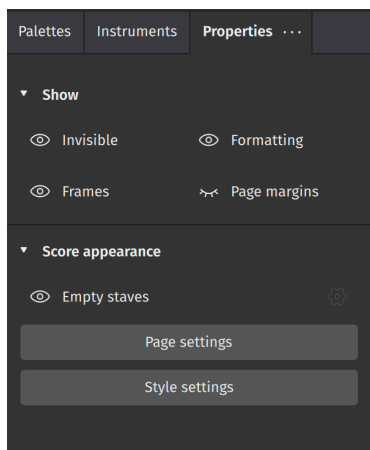 Palettes Instruments Properties ...
Show
Invisible Formatting
Frames Page margins
Score appearance
Empty staves
Page settings
Style settings